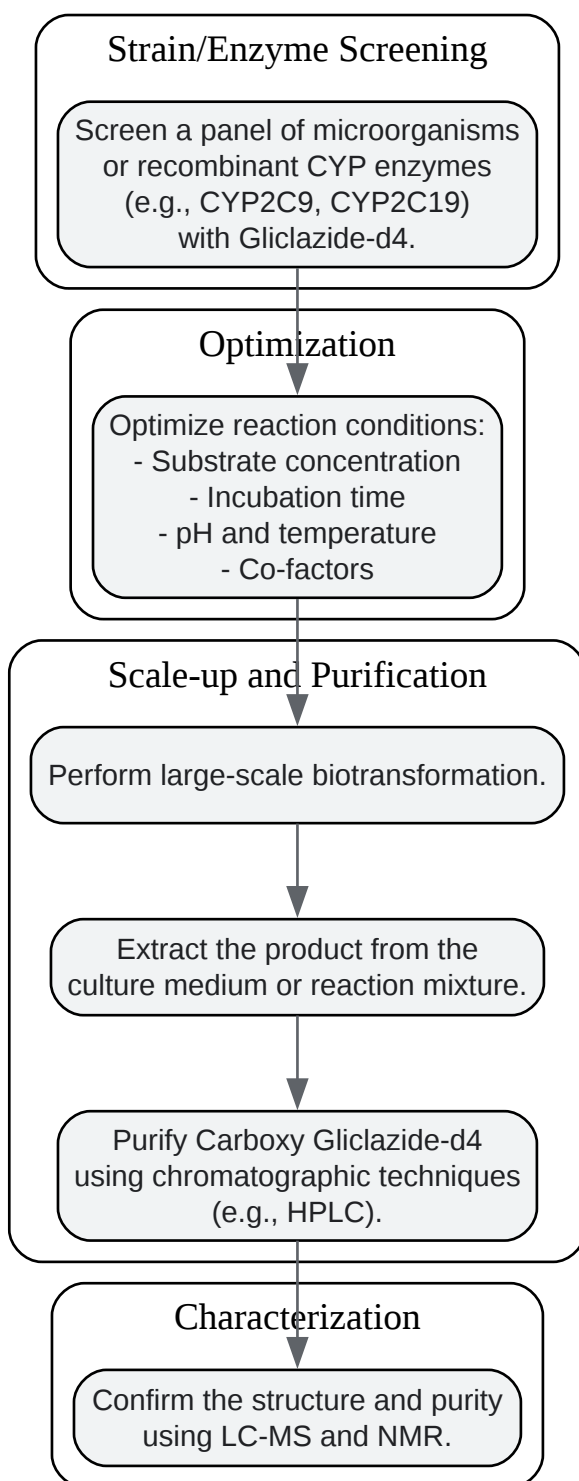 Strain/Enzyme Screening
Screen a panel of microorganisms
or recombinant CYP enzymes
(e.g., CYP2C9, CYP2C19)
with Gliclazide-d4.
Optimization
Optimize reaction conditions:
- Substrate concentration
- Incubation time
- pH and temperature
- Co-factors
Scale-up and Purification
Perform large-scale biotransformation.
Extract the product from the
culture medium or reaction mixture.
Purify Carboxy Gliclazide-d4
using chromatographic techniques
(e.g., HPLC).
Characterization
Confirm the structure and purity
using LC-MS and NMR.